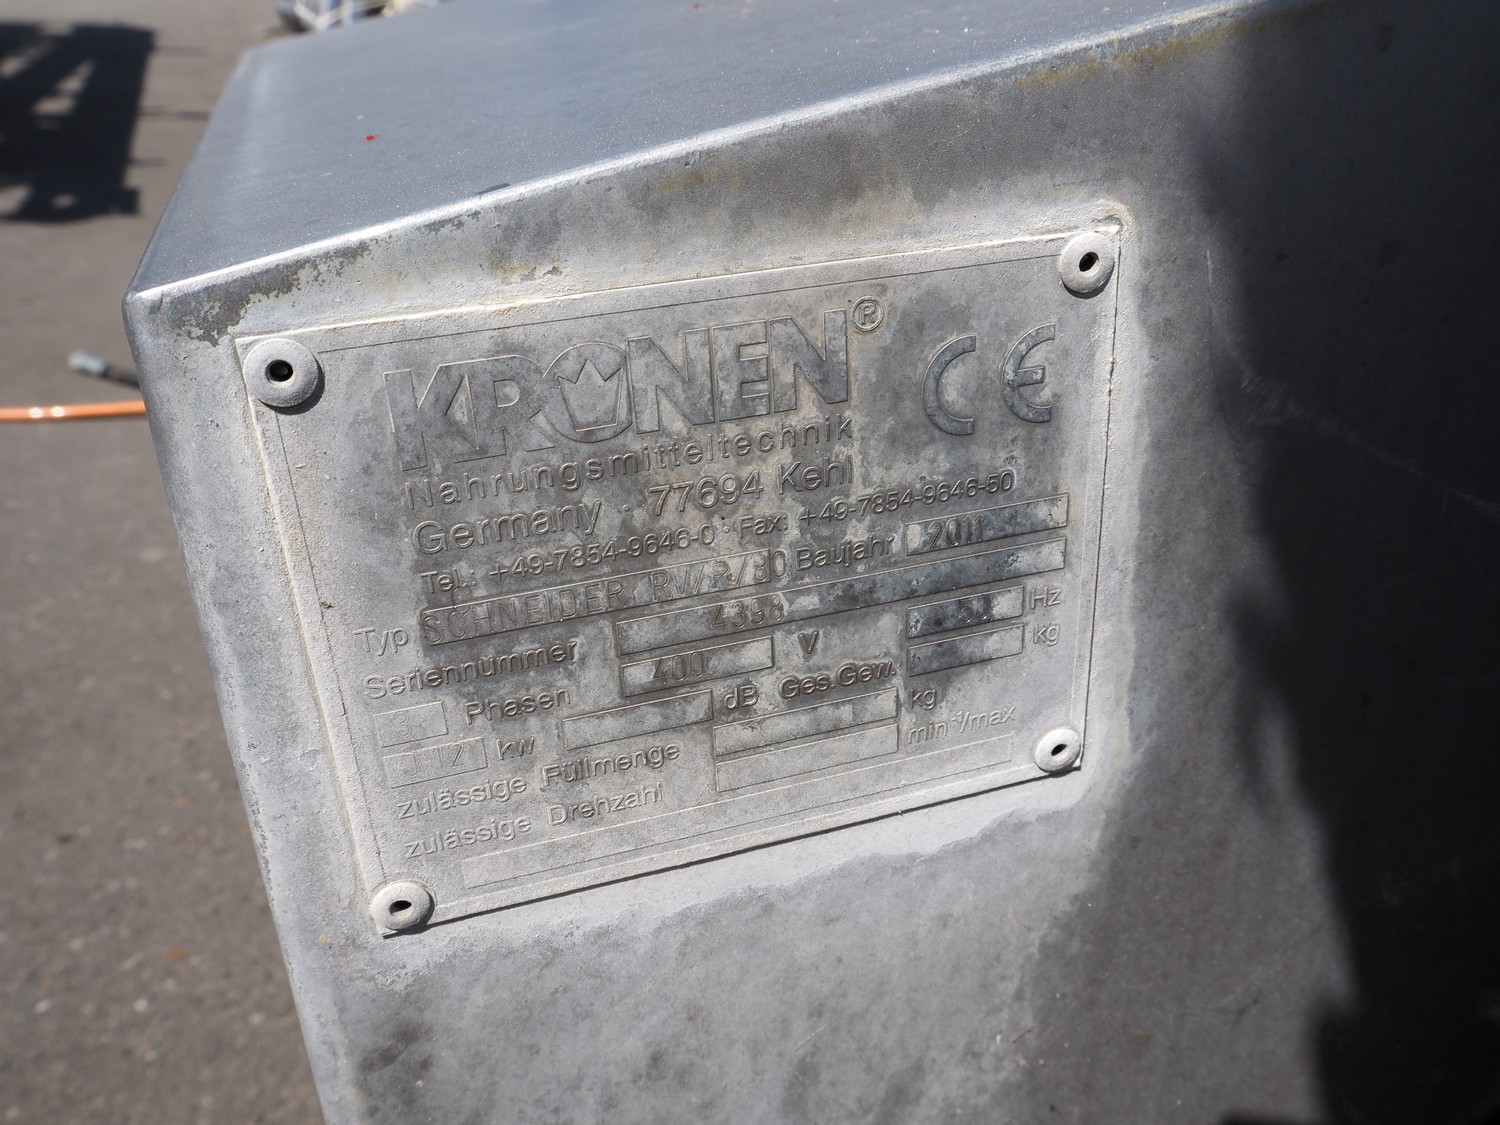 KRONEN® CE
Nahrungsmitteltechnik
Germany · 77694 Kehl
Tel.: +49-7854-9646-0 · Fax: +49-7854-9646-50
Typ SCHNEIDER Baujahr 2011
Seriennummer 4398
3 Phasen 400 V 50 Hz
kw dB Ges.Gew. kg
zulässige Füllmenge kg
zulässige Drehzahl min⁻¹/max